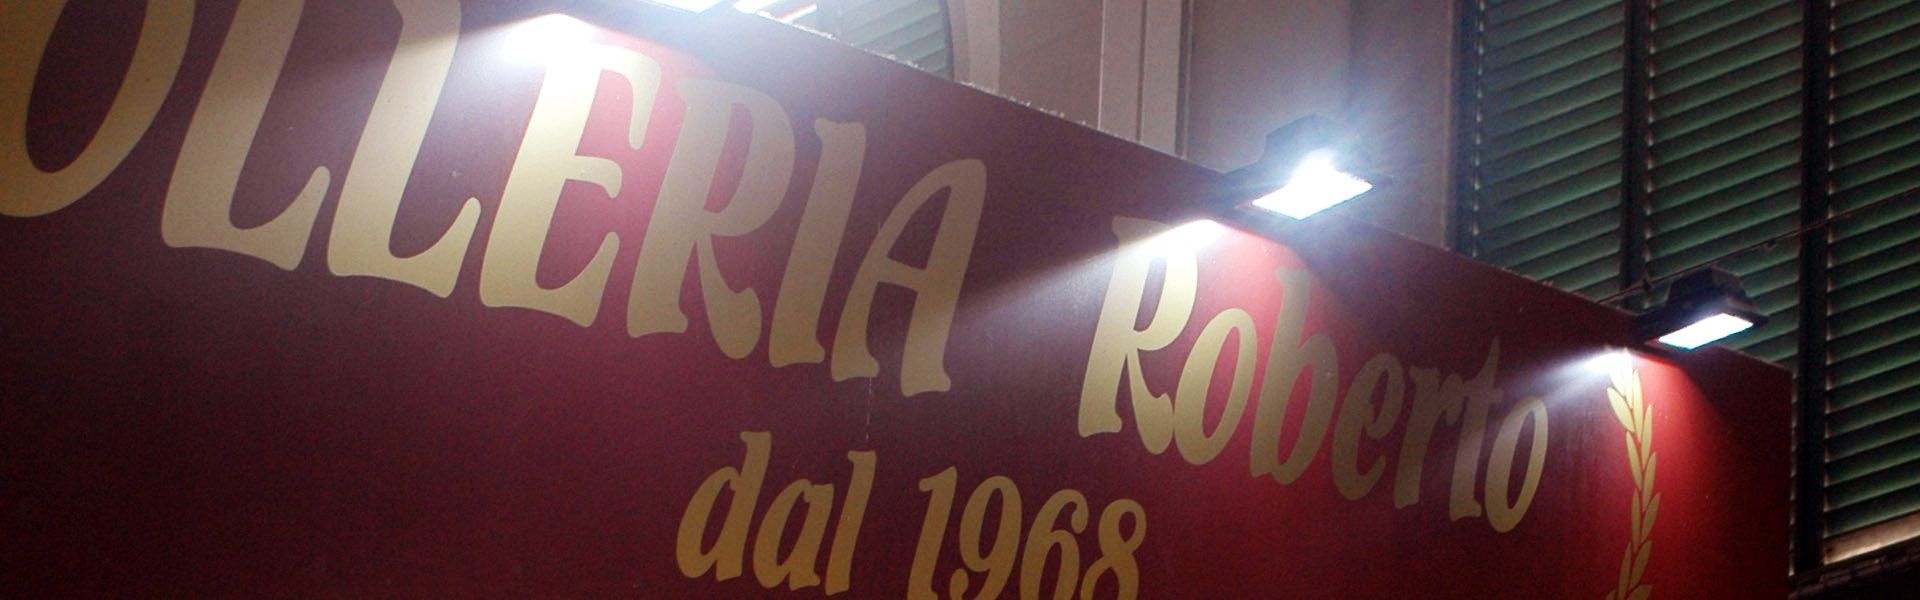 OLLERIA Roberto
dal 1968